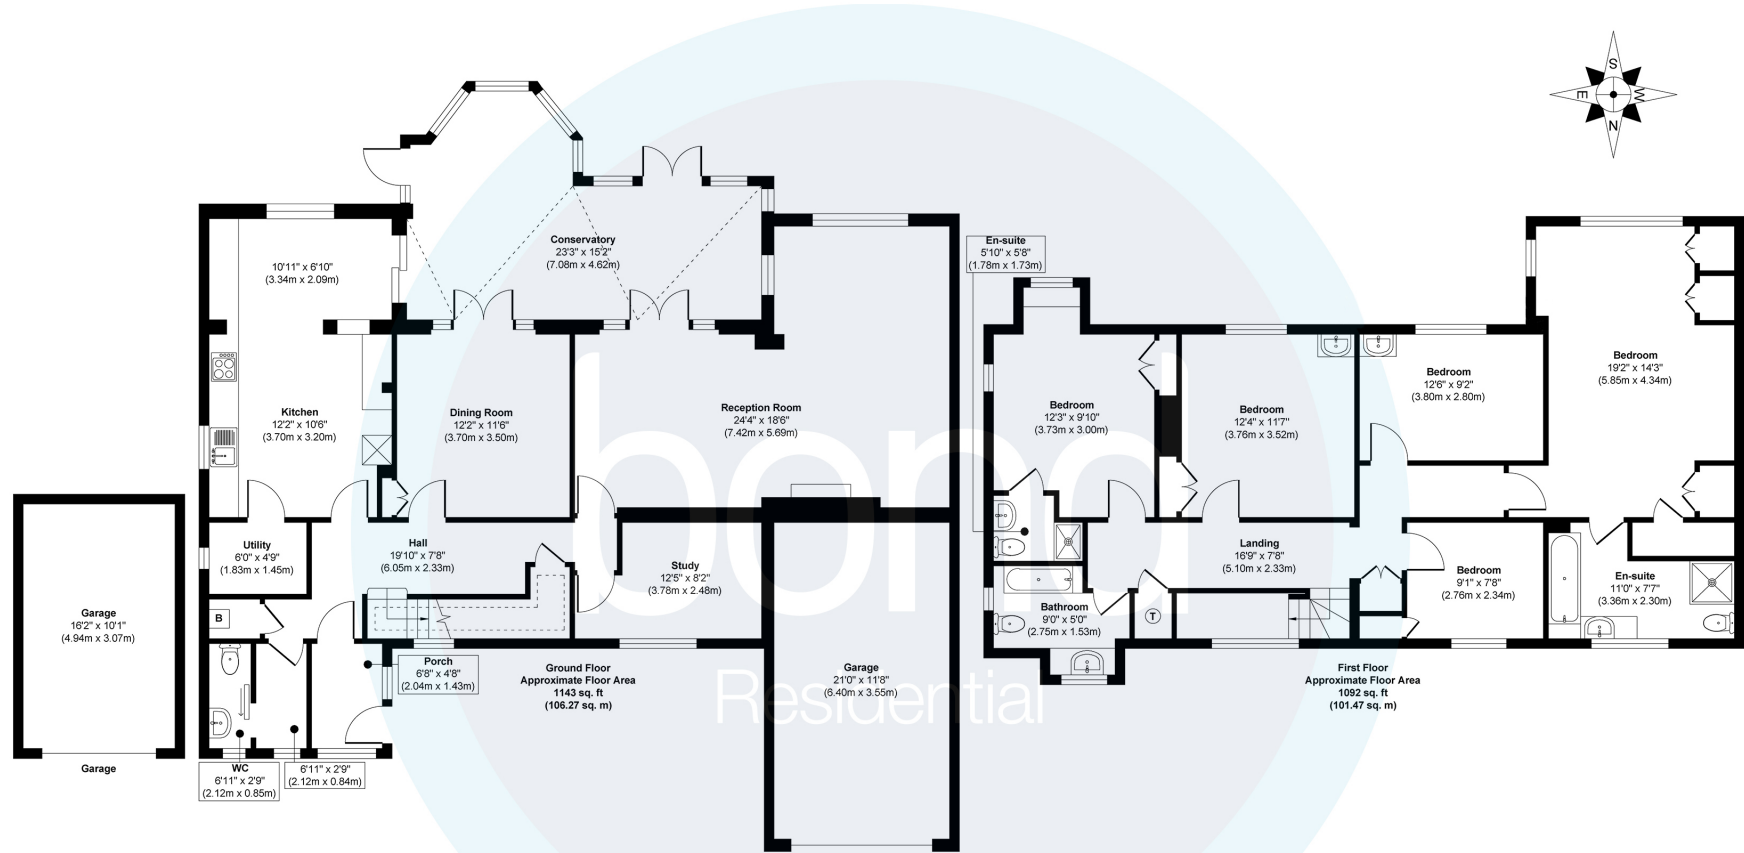 S
E
W
N
10'11" x 6'10"
(3.34m x 2.09m)
Conservatory
23'3" x 15'2"
(7.08m x 4.62m)
Kitchen
12'2" x 10'6"
(3.70m x 3.20m)
Dining Room
12'2" x 11'6"
(3.70m x 3.50m)
Reception Room
24'4" x 18'6"
(7.42m x 5.69m)
Utility
6'0" x 4'9"
(1.83m x 1.45m)
Hall
19'10" x 7'8"
(6.05m x 2.33m)
Study
12'5" x 8'2"
(3.78m x 2.48m)
B
Garage
16'2" x 10'1"
(4.94m x 3.07m)
Garage
Porch
6'8" x 4'8"
(2.04m x 1.43m)
WC
6'11" x 2'9"
(2.12m x 0.85m)
6'11" x 2'9"
(2.12m x 0.84m)
Ground Floor
Approximate Floor Area
1143 sq. ft
(106.27 sq. m)
Garage
21'0" x 11'8"
(6.40m x 3.55m)
En-suite
5'10" x 5'8"
(1.78m x 1.73m)
Bedroom
12'3" x 9'10"
(3.73m x 3.00m)
Bedroom
12'4" x 11'7"
(3.76m x 3.52m)
Bedroom
12'6" x 9'2"
(3.80m x 2.80m)
Bedroom
19'2" x 14'3"
(5.85m x 4.34m)
Landing
16'9" x 7'8"
(5.10m x 2.33m)
Bedroom
9'1" x 7'8"
(2.76m x 2.34m)
En-suite
11'0" x 7'7"
(3.36m x 2.30m)
Bathroom
9'0" x 5'0"
(2.75m x 1.53m)
T
First Floor
Approximate Floor Area
1092 sq. ft
(101.47 sq. m)
bond
Residential